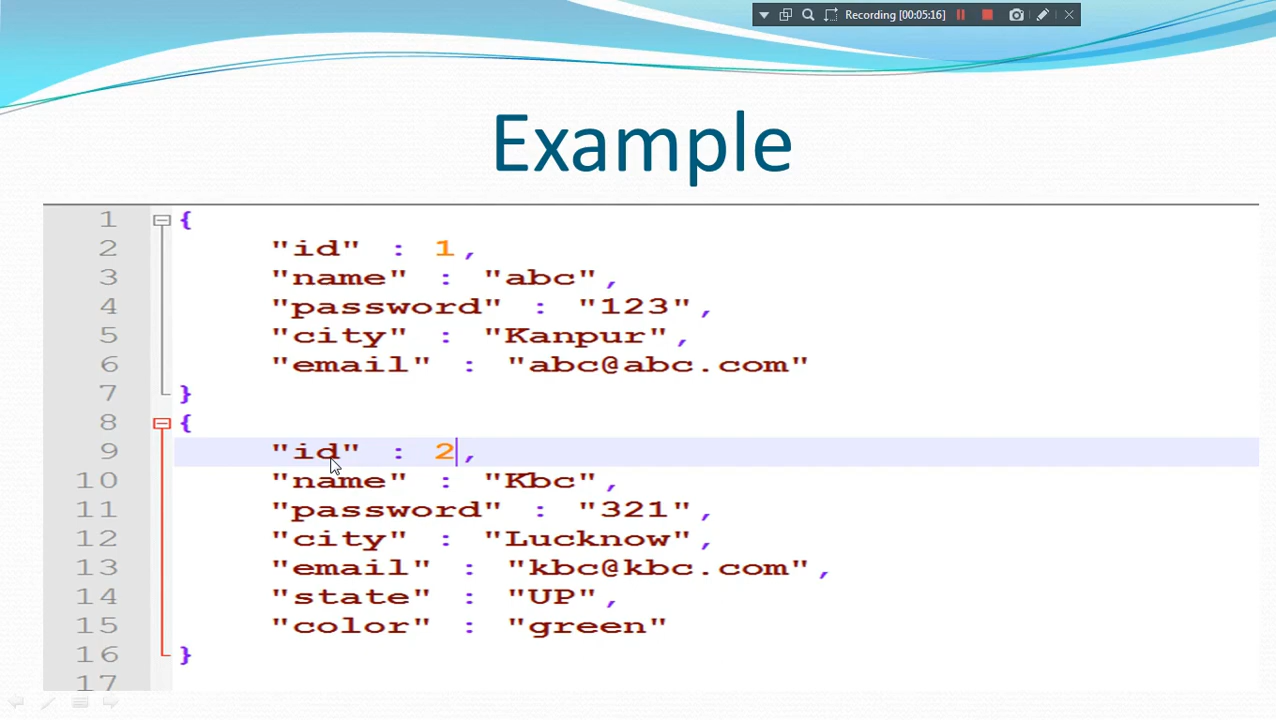 Recording [00:05:16]
Example
1 {
2 "id" : 1,
3 "name" : "abc",
4 "password" : "123",
5 "city" : "Kanpur",
6 "email" : "abc@abc.com"
7 }
8 {
9 "id" : 2,
10 "name" : "Kbc",
11 "password" : "321",
12 "city" : "Lucknow",
13 "email" : "kbc@kbc.com",
14 "state" : "UP",
15 "color" : "green"
16 }
17